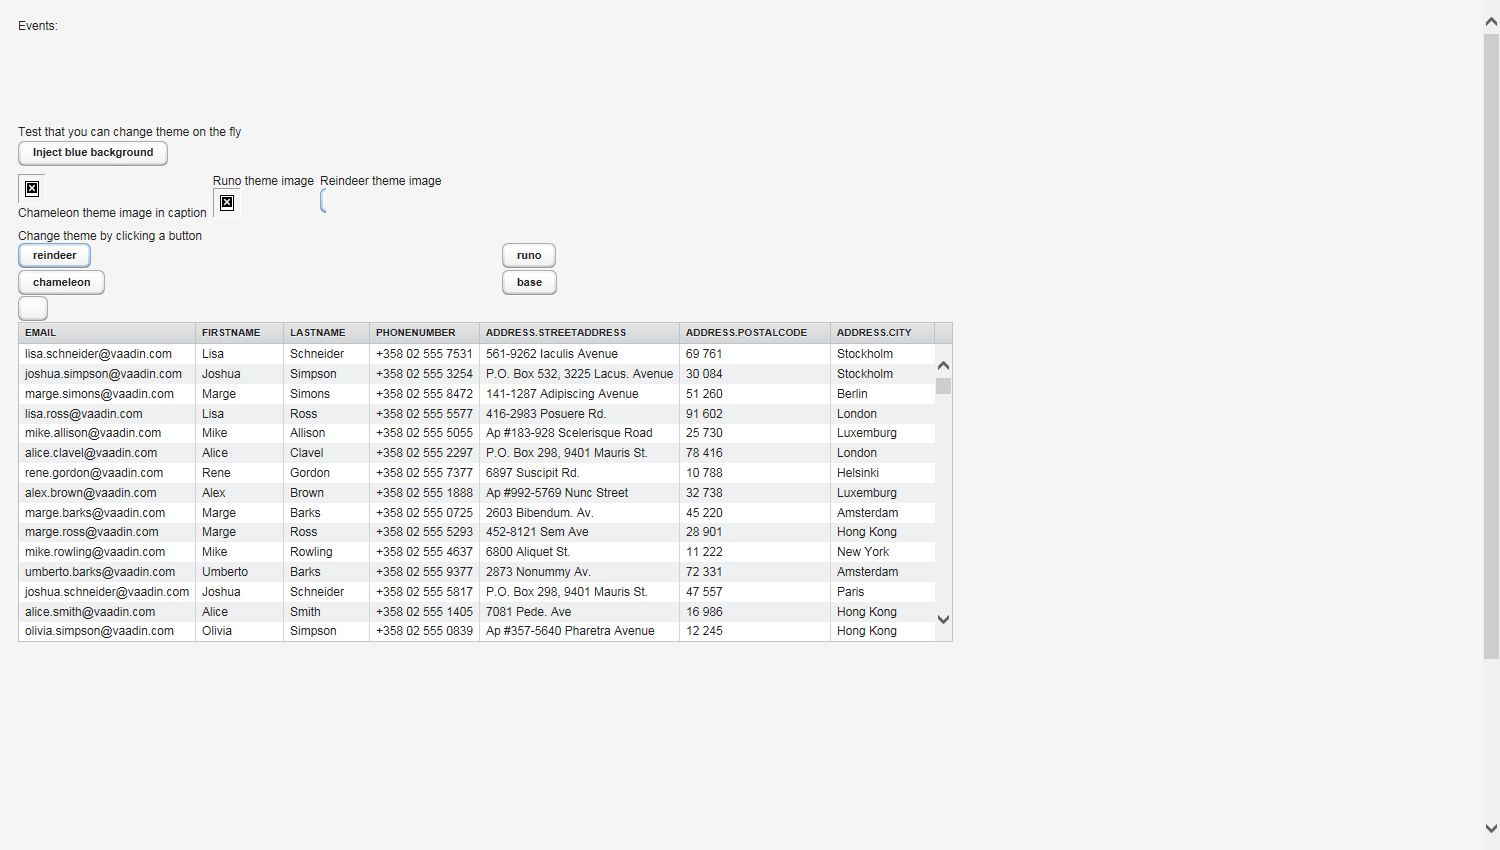 Events:
Test that you can change theme on the fly
Inject blue background
Runo theme image Reindeer theme image
Chameleon theme image in caption
Change theme by clicking a button
reindeer runo
chameleon base
EMAIL FIRSTNAME LASTNAME PHONENUMBER ADDRESS.STREETADDRESS ADDRESS.POSTALCODE ADDRESS.CITY
lisa.schneider@vaadin.com Lisa Schneider +358 02 555 7531 561-9262 Iaculis Avenue 69 761 Stockholm
joshua.simpson@vaadin.com Joshua Simpson +358 02 555 3254 P.O. Box 532, 3225 Lacus. Avenue 30 084 Stockholm
marge.simons@vaadin.com Marge Simons +358 02 555 8472 141-1287 Adipiscing Avenue 51 260 Berlin
lisa.ross@vaadin.com Lisa Ross +358 02 555 5577 416-2983 Posuere Rd. 91 602 London
mike.allison@vaadin.com Mike Allison +358 02 555 5055 Ap #183-928 Scelerisque Road 25 730 Luxemburg
alice.clavel@vaadin.com Alice Clavel +358 02 555 2297 P.O. Box 298, 9401 Mauris St. 78 416 London
rene.gordon@vaadin.com Rene Gordon +358 02 555 7377 6897 Suscipit Rd. 10 788 Helsinki
alex.brown@vaadin.com Alex Brown +358 02 555 1888 Ap #992-5769 Nunc Street 32 738 Luxemburg
marge.barks@vaadin.com Marge Barks +358 02 555 0725 2603 Bibendum. Av. 45 220 Amsterdam
marge.ross@vaadin.com Marge Ross +358 02 555 5293 452-8121 Sem Ave 28 901 Hong Kong
mike.rowling@vaadin.com Mike Rowling +358 02 555 4637 6800 Aliquet St. 11 222 New York
umberto.barks@vaadin.com Umberto Barks +358 02 555 9377 2873 Nonummy Av. 72 331 Amsterdam
joshua.schneider@vaadin.com Joshua Schneider +358 02 555 5817 P.O. Box 298, 9401 Mauris St. 47 557 Paris
alice.smith@vaadin.com Alice Smith +358 02 555 1405 7081 Pede. Ave 16 986 Hong Kong
olivia.simpson@vaadin.com Olivia Simpson +358 02 555 0839 Ap #357-5640 Pharetra Avenue 12 245 Hong Kong